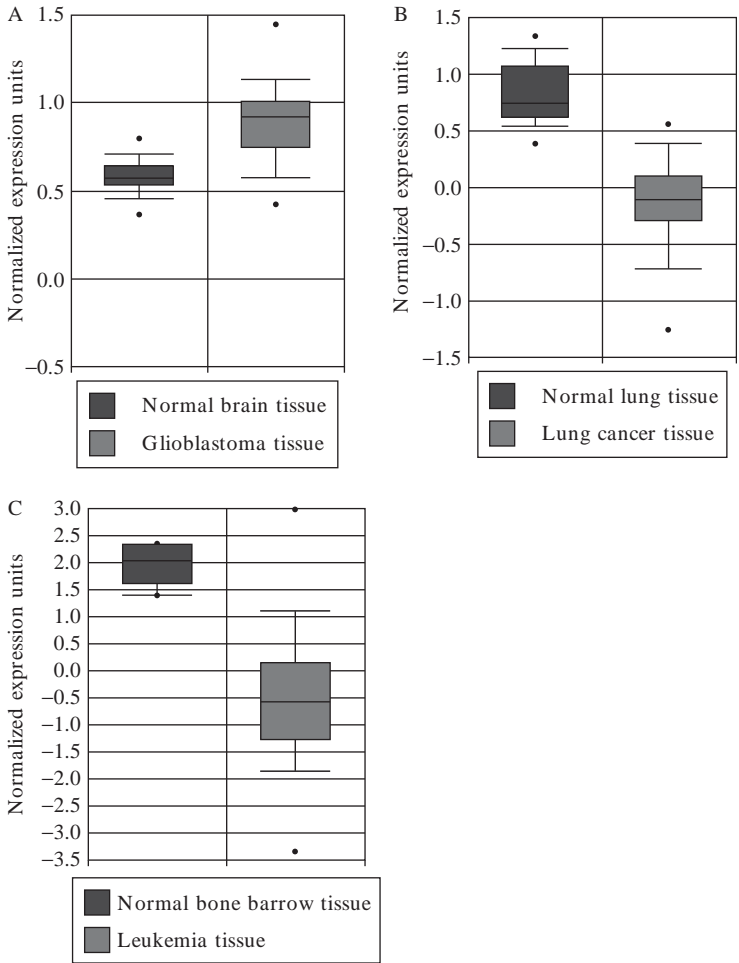 A
Normalized expression units
1.5
1.0
0.5
0.0
−0.5
Normal brain tissue
Glioblastoma tissue
B
Normalized expression units
1.5
1.0
0.5
0.0
−0.5
−1.0
−1.5
Normal lung tissue
Lung cancer tissue
C
Normalized expression units
3.0
2.5
2.0
1.5
1.0
0.5
0.0
−0.5
−1.0
−1.5
−2.0
−2.5
−3.0
−3.5
Normal bone barrow tissue
Leukemia tissue